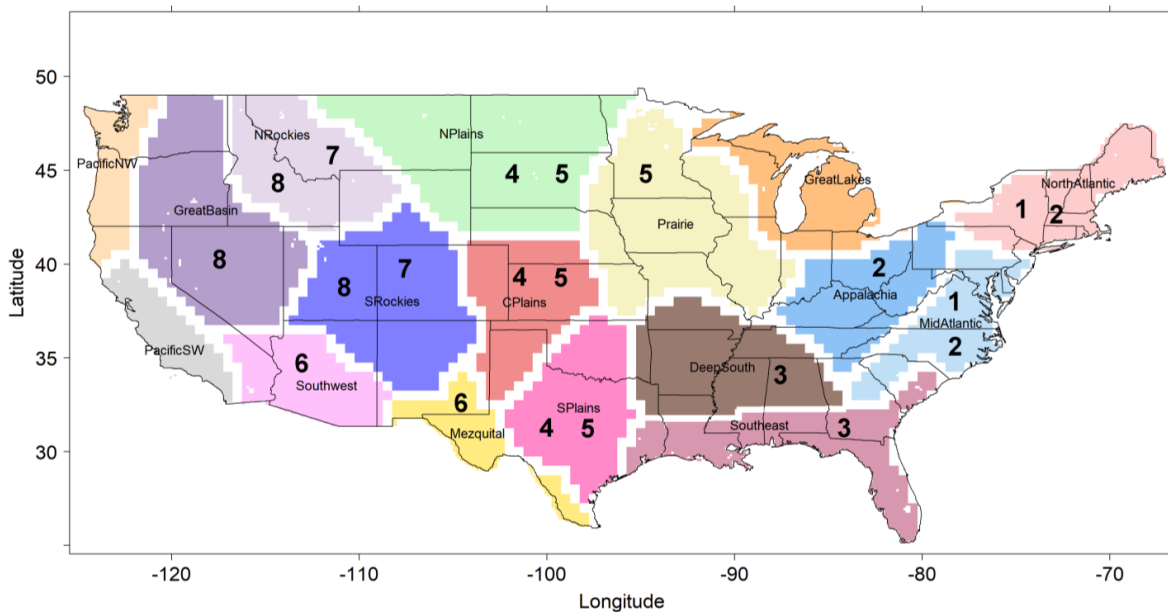 50
45
40
35
30
Latitude
-120
-110
-100
-90
-80
-70
Longitude
PacificNW
NRockies
7
8
NPlains
4 5
5
GreatLakes
NorthAtlantic
1
2
GreatBasin
8
Prairie
8
7
SRockies
4 5
CPlains
2
Appalachia
1
MidAtlantic
2
PacificSW
6
Southwest
6
Mezquital
SPlains
4 5
DeepSouth
3
Southeast
3